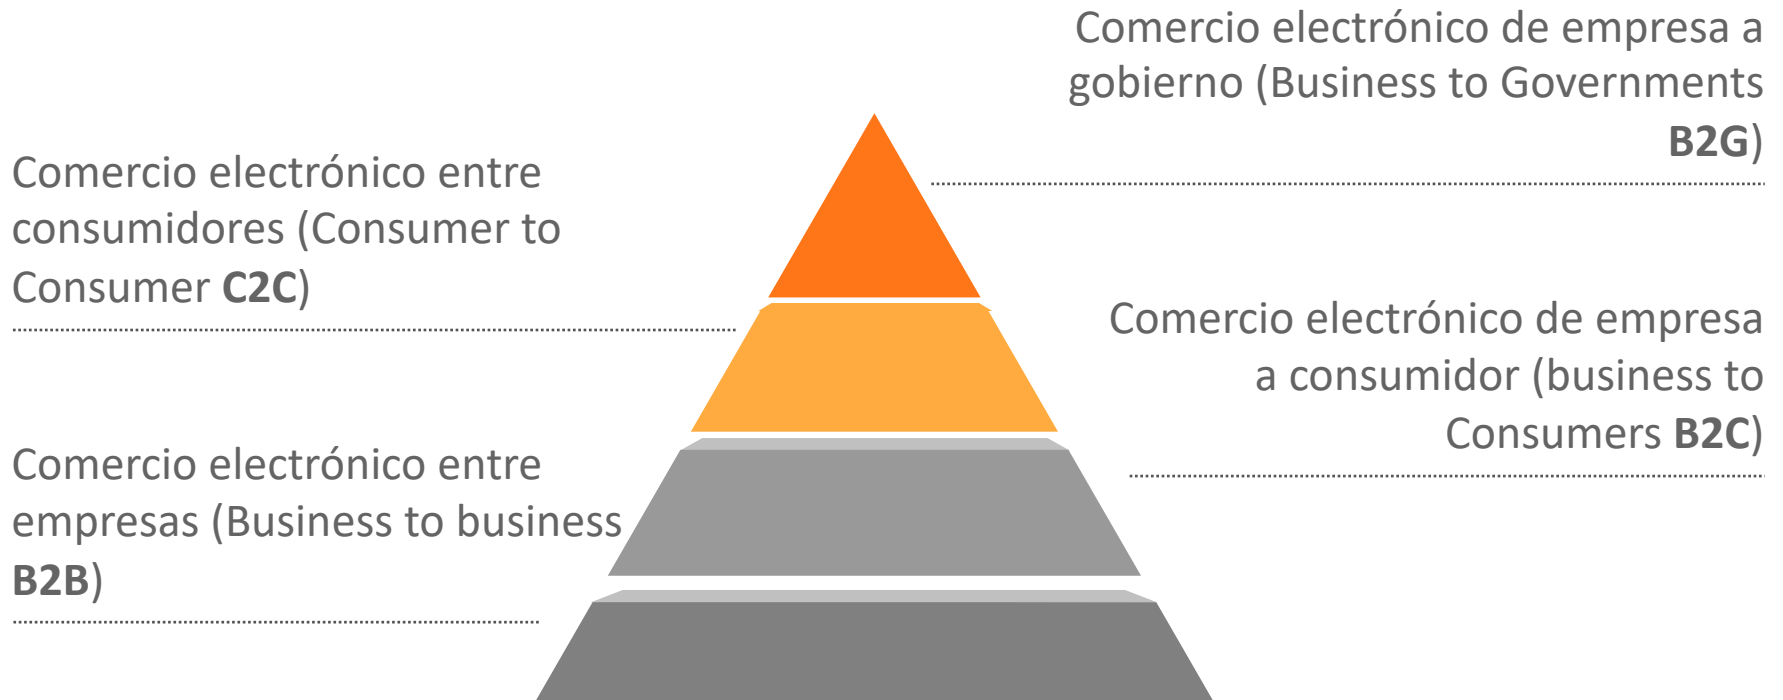 Comercio electrónico de empresa a
gobierno (Business to Governments
B2G)
Comercio electrónico entre
consumidores (Consumer to
Consumer C2C)
Comercio electrónico de empresa
a consumidor (business to
Consumers B2C)
Comercio electrónico entre
empresas (Business to business
B2B)